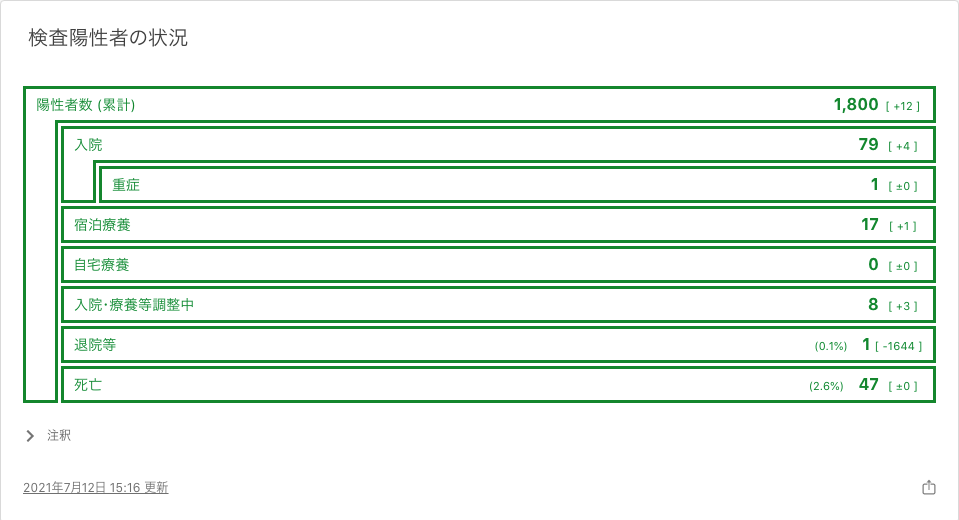 検査陽性者の状況
陽性者数 (累計) 1,800 [ +12 ]
入院 79 [ +4 ]
重症 1 [ ±0 ]
宿泊療養 17 [ +1 ]
自宅療養 0 [ ±0 ]
入院･療養等調整中 8 [ +3 ]
退院等 (0.1%) 1 [ -1644 ]
死亡 (2.6%) 47 [ ±0 ]
注釈
2021年7月12日 15:16 更新